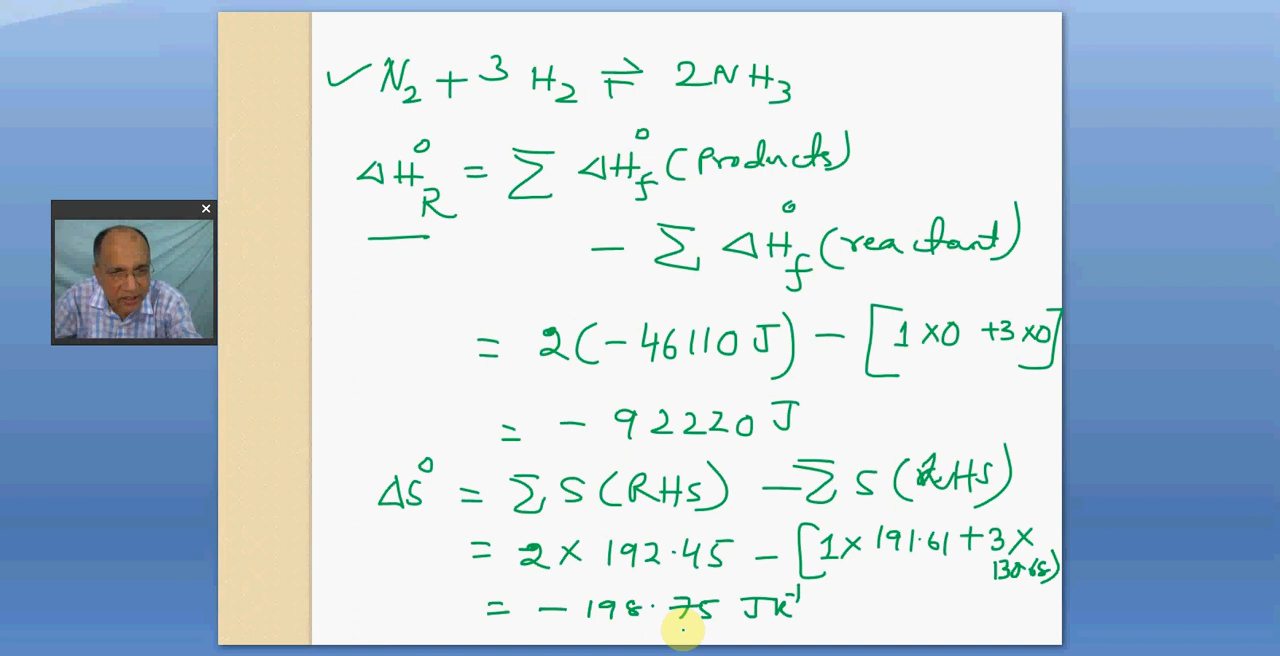 ✓ N₂ + 3 H₂ ⇌ 2NH₃
ΔH°R = Σ ΔH°f (Products)
− Σ ΔH°f (reactant)
= 2(−46110 J) − [1×0 +3×0]
= − 92220 J
ΔS° = Σ S (RHS) − Σ S (LHS)
= 2 × 192.45 − [1× 191.61 + 3 ×
130.68)
= − 198.75 JK⁻¹